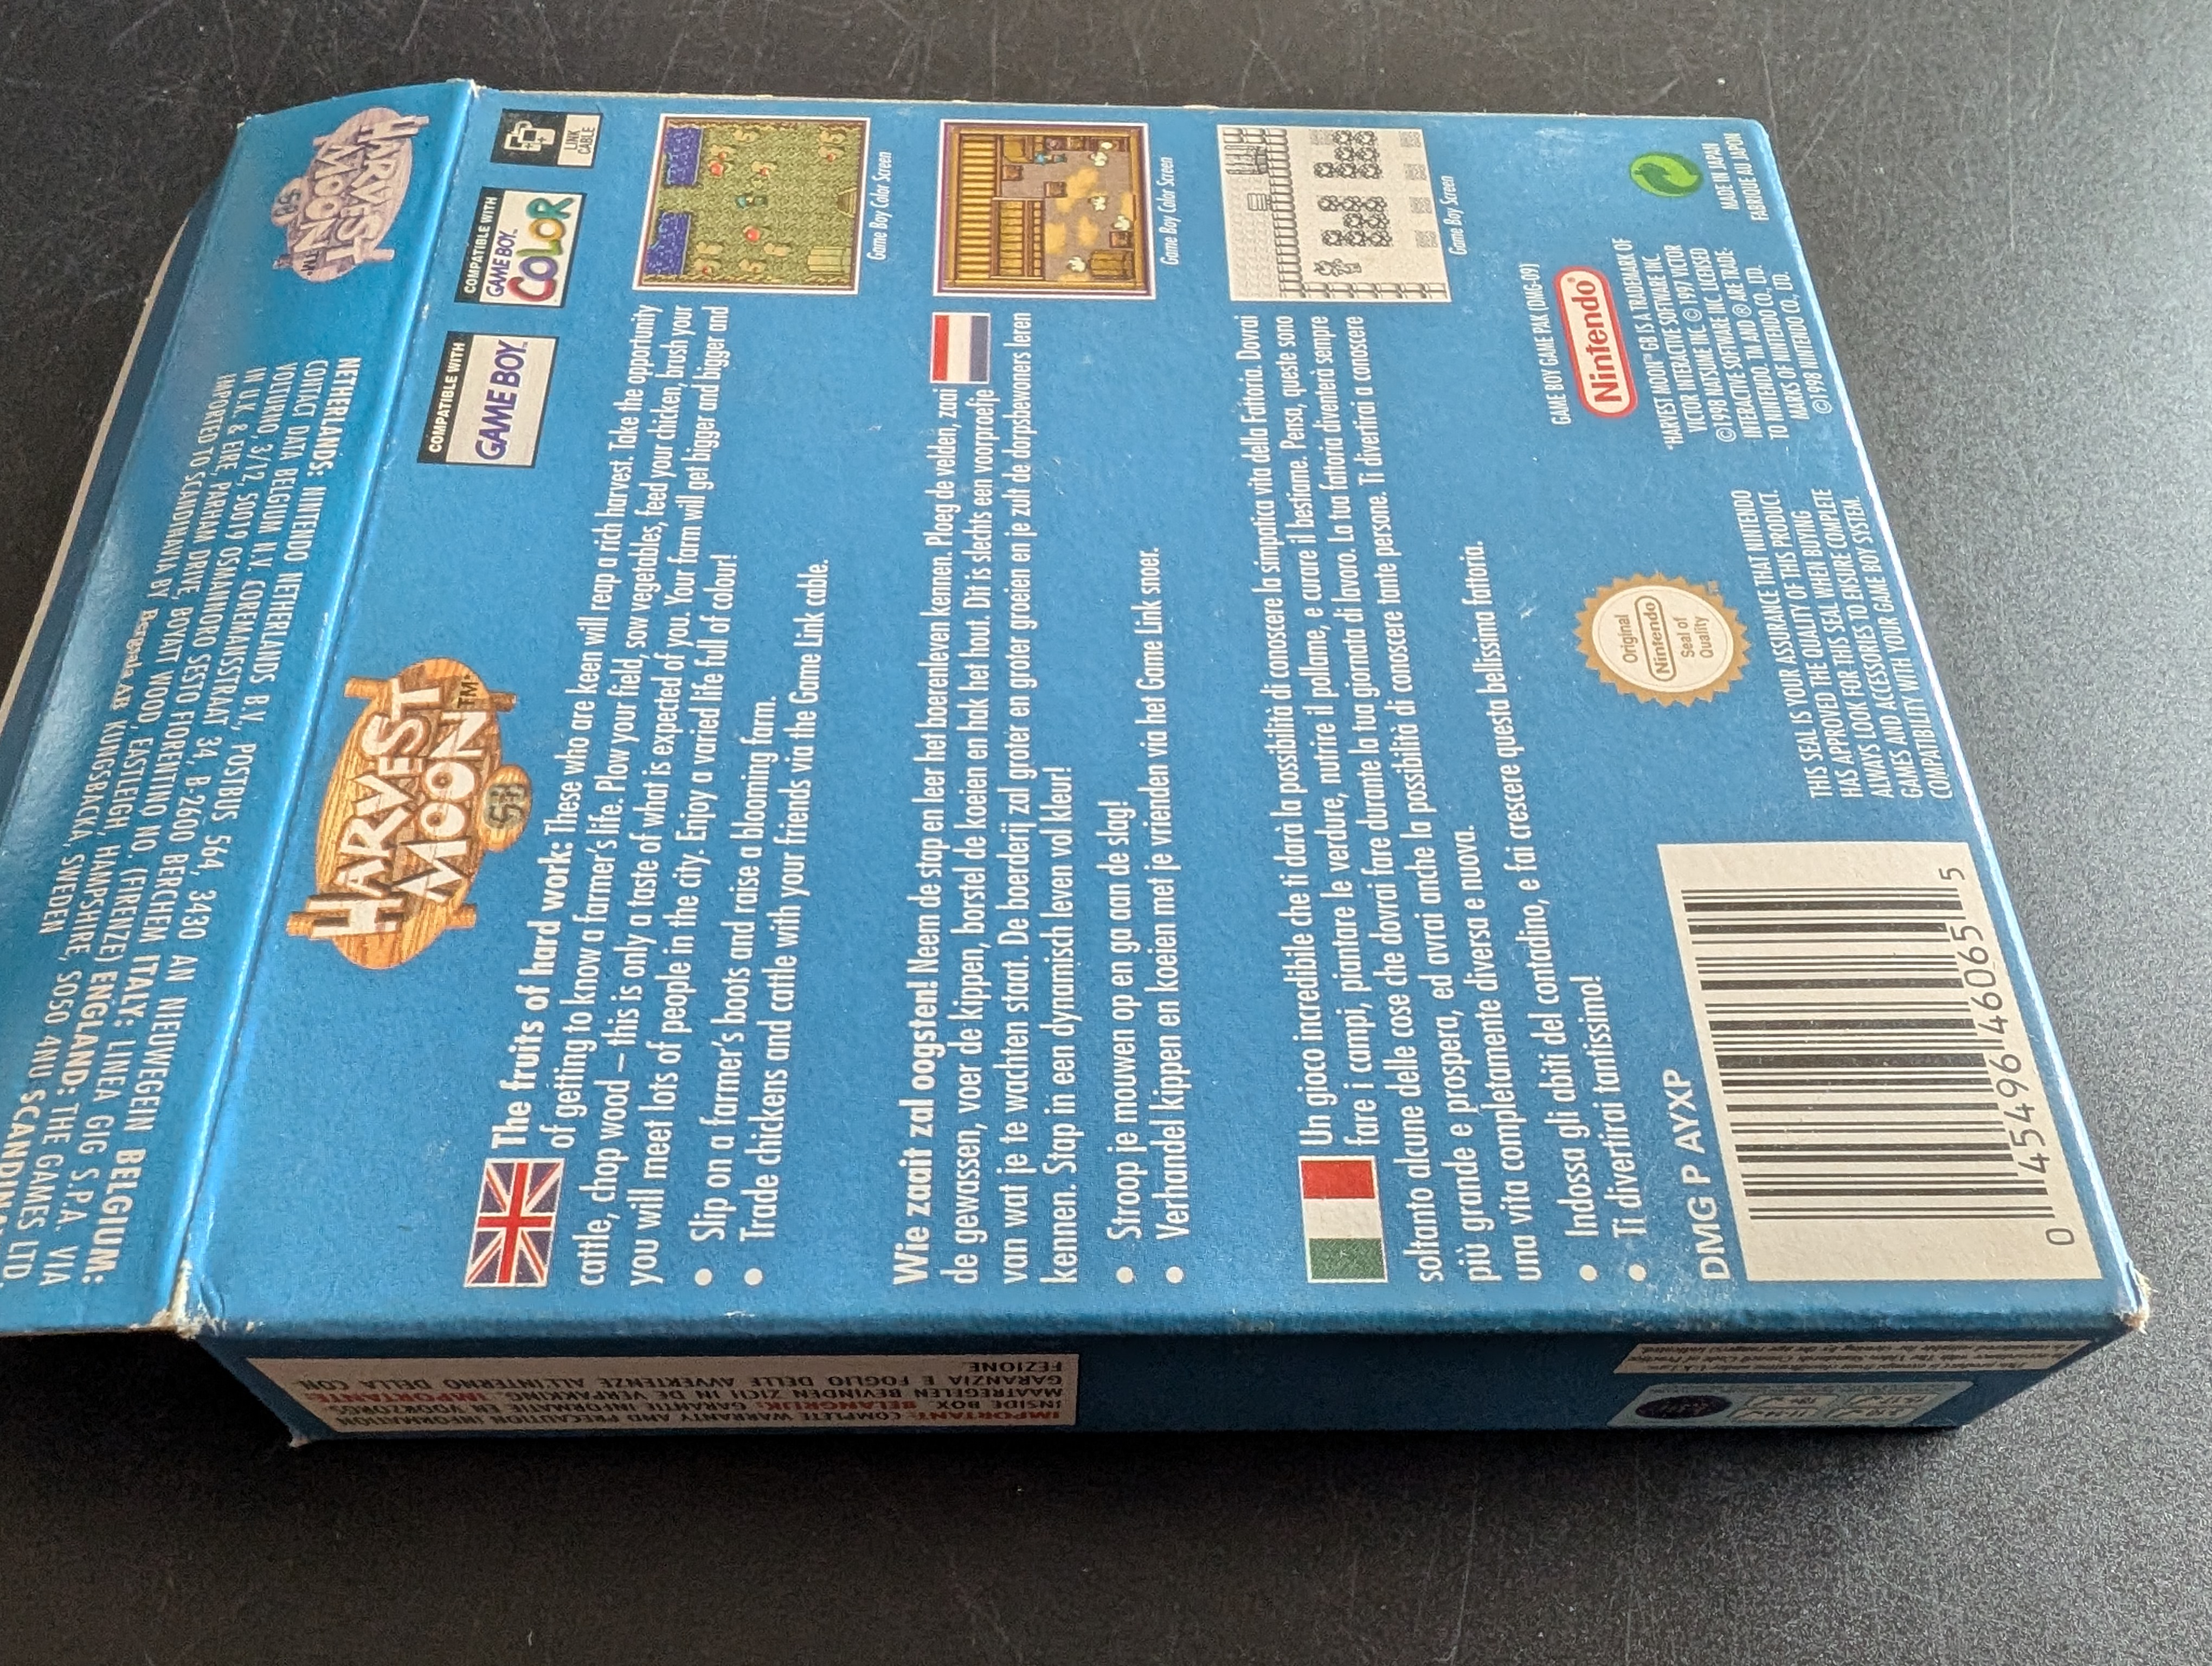 HARVEST
MOON
GB
TM
NETHERLANDS: NINTENDO NETHERLANDS B.V., POSTBUS 564, 3430 AN NIEUWEGEIN BELGIUM:
CONTACT DATA BELGIUM N.V. COREMANSSTRAAT 34, B-2600 BERCHEM ITALY: LINEA GIG S.P.A. VIA
VOLTURNO, 3/12, 50019 OSMANNORO SESTO FIORENTINO NO. (FIRENZE) ENGLAND: THE GAMES LTD.
IN U.K. & EIRE, PARHAM DRIVE, BOYATT WOOD, EASTLEIGH, HAMPSHIRE, SO50 4NU
IMPORTED TO SCANDINAVIA BY Bergsala AB KINGSBACKA, SWEDEN
HARVEST
MOON
GB
TM
COMPATIBLE WITH
GAME BOY
COMPATIBLE WITH
GAME BOY
COLOR
LINK
CABLE
The fruits of hard work: These who are keen will reap a rich harvest. Take the opportunity
of getting to know a farmer's life. Plow your field, sow vegetables, feed your chicken, brush your
cattle, chop wood – this is only a taste of what is expected of you. Your farm will get bigger and bigger and
you will meet lots of people in the city. Enjoy a varied life full of colour!
• Slip on a farmer's boots and raise a blooming farm.
• Trade chickens and cattle with your friends via the Game Link cable.
Game Boy Color Screen
Wie zaait zal oogsten! Neem de stap en leer het boerenleven kennen. Ploeg de velden, zaai
de gewassen, voer de kippen, borstel de koeien en hak het hout. Dit is slechts een voorproefje
van wat je te wachten staat. De boerderij zal groter en groter groeien en je zult de dorpsbewoners leren
kennen. Stap in een dynamisch leven vol kleur!
• Stroop je mouwen op en ga aan de slag!
• Verhandel kippen en koeien met je vrienden via het Game Link snoer.
Game Boy Color Screen
Un gioco incredibile che ti darà la possibilità di conoscere la simpatica vita della Fattoria. Dovrai
fare i campi, piantare le verdure, nutrire il pollame, e curare il bestiame. Pensa, queste sono
soltanto alcune delle cose che dovrai fare durante la tua giornata di lavoro. La tua fattoria diventerà sempre
più grande e prospera, ed avrai anche la possibilità di conoscere tante persone. Ti divertirai a conoscere
una vita completamente diversa e nuova.
• Indossa gli abiti del contadino, e fai crescere questa bellissima fattoria.
• Ti divertirai tantissimo!
Game Boy Screen
DMG P AYXP
0 45496 46065 5
Original
Nintendo
Seal of
Quality
TM
THIS SEAL IS YOUR ASSURANCE THAT NINTENDO
HAS APPROVED THE QUALITY OF THIS PRODUCT.
ALWAYS LOOK FOR THIS SEAL WHEN BUYING
GAMES AND ACCESSORIES TO ENSURE COMPLETE
COMPATIBILITY WITH YOUR GAME BOY SYSTEM.
GAME BOY GAME PAK (DMG-09)
Nintendo®
"HARVEST MOON" GB IS A TRADEMARK OF
VICTOR INTERACTIVE SOFTWARE INC.
©1998 NATSUME INC. © 1997 VICTOR
INTERACTIVE SOFTWARE INC. LICENSED
TO NINTENDO. TM AND ® ARE TRADE-
MARKS OF NINTENDO CO., LTD.
©1998 NINTENDO CO., LTD.
MADE IN JAPAN
FABRIQUE AU JAPON
IMPORTANT: COMPLETE WARRANTY AND PRECAUTION INFORMATION
INSIDE BOX. BELANGRIJK: GARANTIE INFORMATIE EN VOORZORGS-
MAATREGELEN BEVINDEN ZICH IN DE VERPAKKING. IMPORTANTE:
GARANZIA E FOGLIO DELLE AVVERTENZE ALL'INTERNO DELLA CON-
FEZIONE.